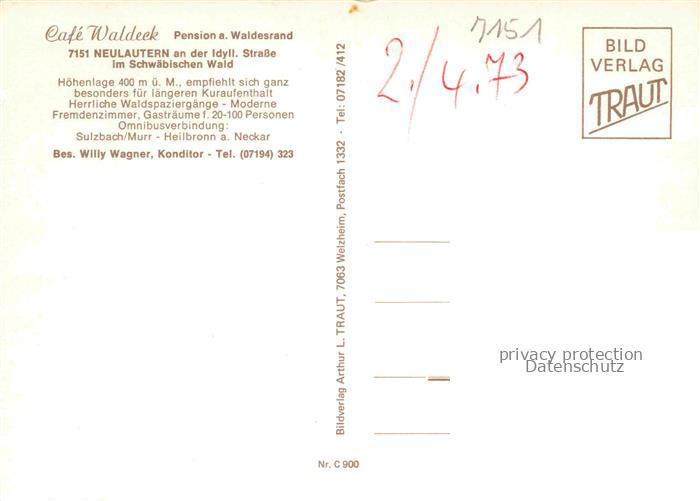 Café Waldeck Pension a. Waldesrand
7151 NEULAUTERN an der Idyll. Straße
im Schwäbischen Wald
Höhenlage 400 m ü. M., empfiehlt sich ganz
besonders für längeren Kuraufenthalt
Herrliche Waldspaziergänge - Moderne
Fremdenzimmer, Gasträume f. 20-100 Personen
Omnibusverbindung:
Sulzbach/Murr - Heilbronn a. Neckar
Bes. Willy Wagner, Konditor - Tel. (07194) 323
Bildverlag Arthur L. TRAUT, 7063 Welzheim, Postfach 1332 · Tel: 07182/412
7151
2./4.73
BILD
VERLAG
TRAUT
privacy protection
Datenschutz
Nr. C 900